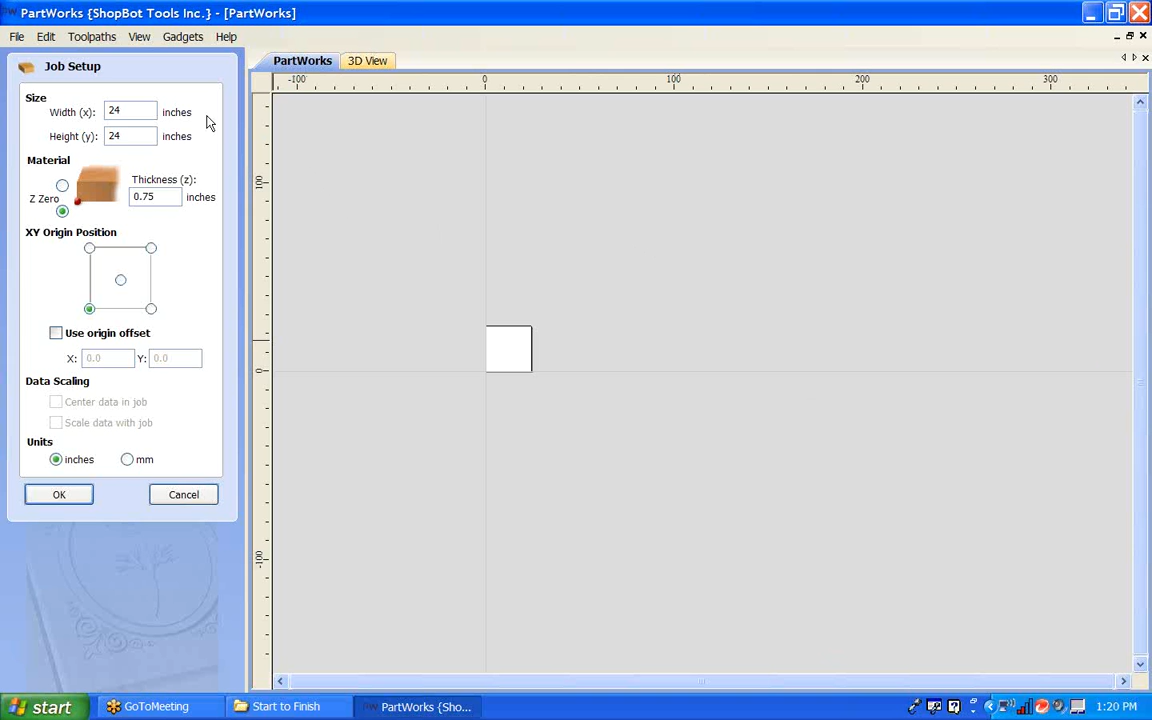 PartWorks {ShopBot Tools Inc.} - [PartWorks]
File Edit Toolpaths View Gadgets Help
Job Setup
Size
Width (x): 24 inches
Height (y): 24 inches
Material
Thickness (z):
Z Zero 0.75 inches
XY Origin Position
Use origin offset
X: 0.0 Y: 0.0
Data Scaling
Center data in job
Scale data with job
Units
inches mm
OK Cancel
PartWorks 3D View
-100 0 100 200 300
100
0
-100
start GoToMeeting Start to Finish PartWorks {Sho... 1:20 PM